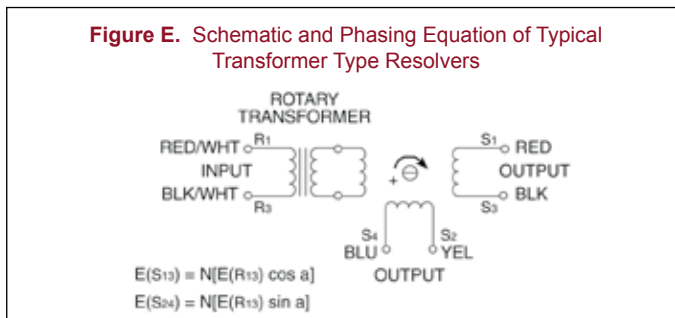 Figure E. Schematic and Phasing Equation of Typical
Transformer Type Resolvers
ROTARY
TRANSFORMER
RED/WHT R1
INPUT
BLK/WHT R3
+ Θ
S1 RED
OUTPUT
S3 BLK
S4 S2
BLU YEL
OUTPUT
E(S13) = N[E(R13) cos a]
E(S24) = N[E(R13) sin a]